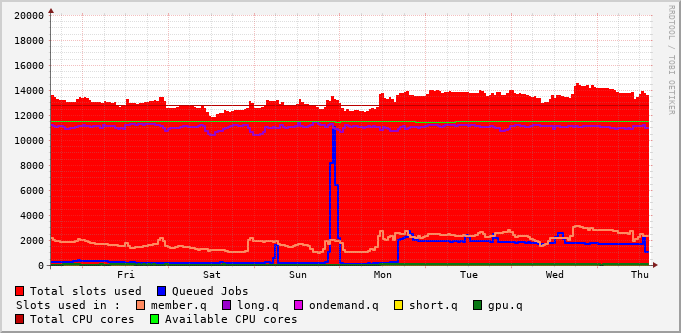 RRDTOOL / TOBI OETIKER
20000
18000
16000
14000
12000
10000
8000
6000
4000
2000
0
Fri Sat Sun Mon Tue Wed Thu
Total slots used Queued Jobs
Slots used in : member.q long.q ondemand.q short.q gpu.q
Total CPU cores Available CPU cores